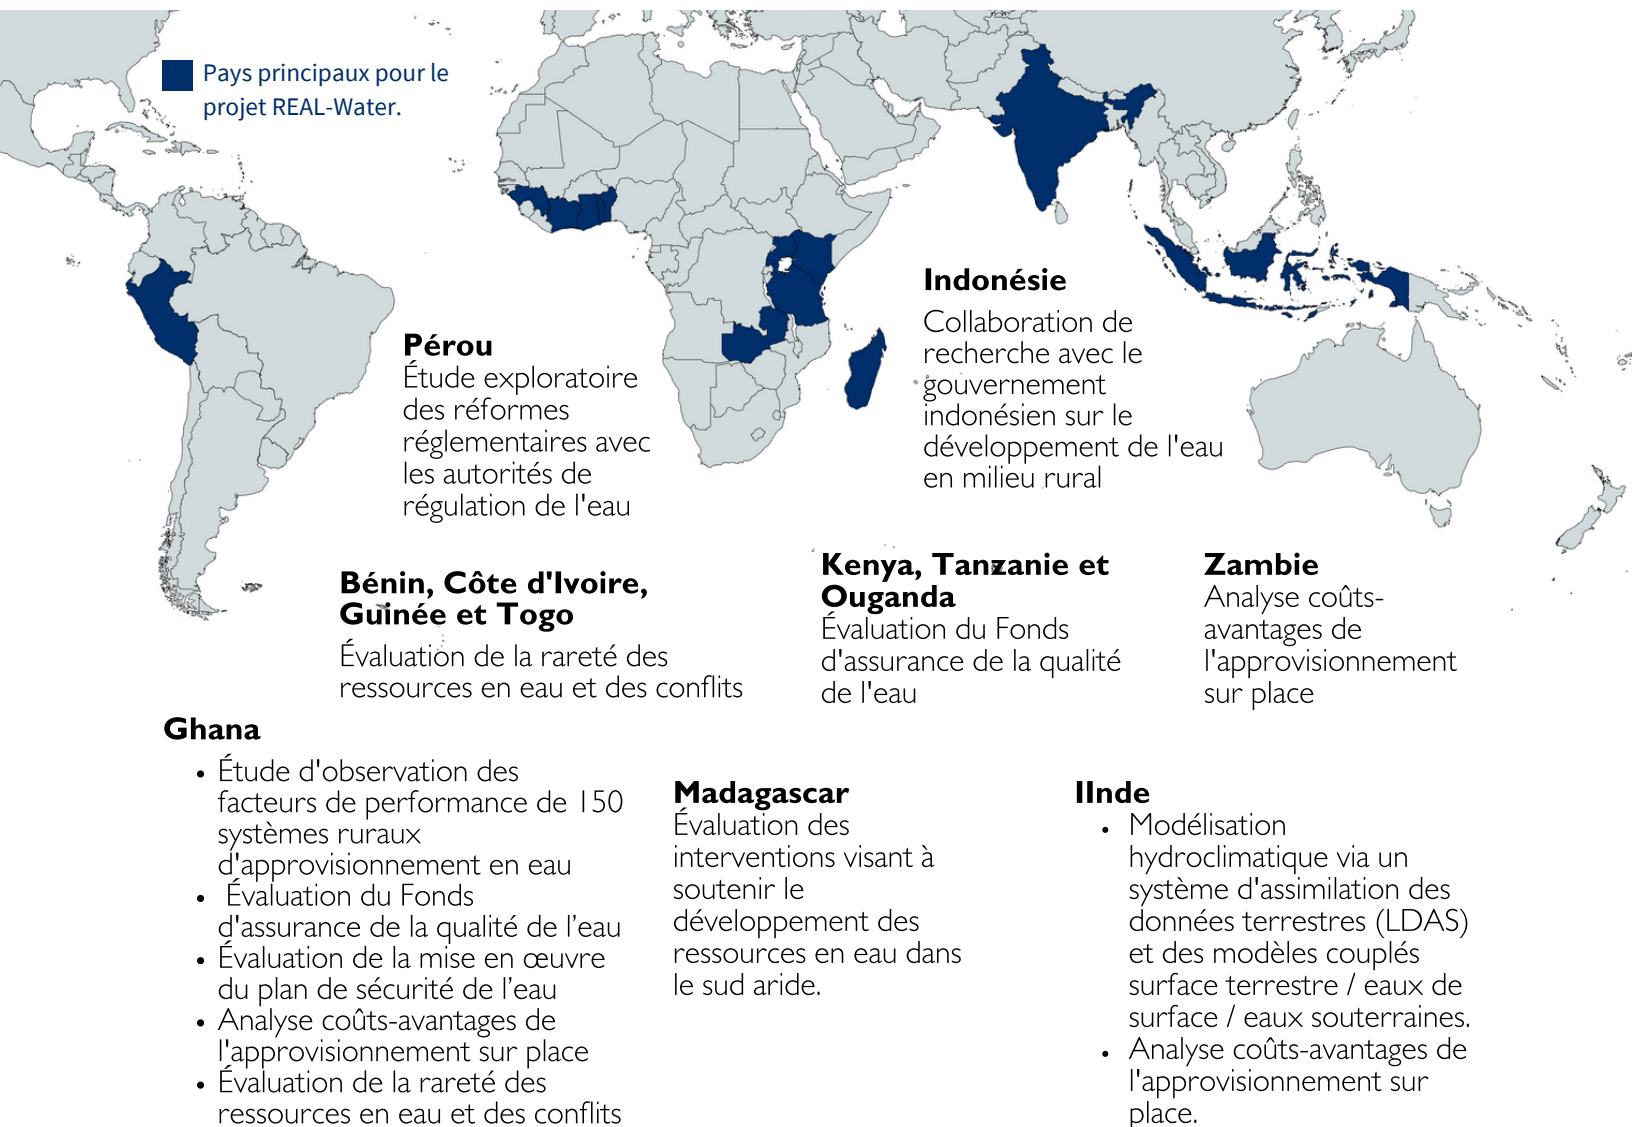 Pays principaux pour le
projet REAL-Water.
Pérou
Étude exploratoire
des réformes
réglementaires avec
les autorités de
régulation de l'eau
Indonésie
Collaboration de
recherche avec le
gouvernement
indonésien sur le
développement de l'eau
en milieu rural
Bénin, Côte d'Ivoire,
Guinée et Togo
Évaluation de la rareté des
ressources en eau et des conflits
Kenya, Tanzanie et
Ouganda
Évaluation du Fonds
d'assurance de la qualité
de l'eau
Zambie
Analyse coûts-
avantages de
l'approvisionnement
sur place
Ghana
• Étude d'observation des
facteurs de performance de 150
systèmes ruraux
d'approvisionnement en eau
• Évaluation du Fonds
d'assurance de la qualité de l’eau
• Évaluation de la mise en œuvre
du plan de sécurité de l’eau
• Analyse coûts-avantages de
l'approvisionnement sur place
• Évaluation de la rareté des
ressources en eau et des conflits
Madagascar
Évaluation des
interventions visant à
soutenir le
développement des
ressources en eau dans
le sud aride.
IInde
• Modélisation
hydroclimatique via un
système d'assimilation des
données terrestres (LDAS)
et des modèles couplés
surface terrestre / eaux de
surface / eaux souterraines.
• Analyse coûts-avantages de
l'approvisionnement sur
place.